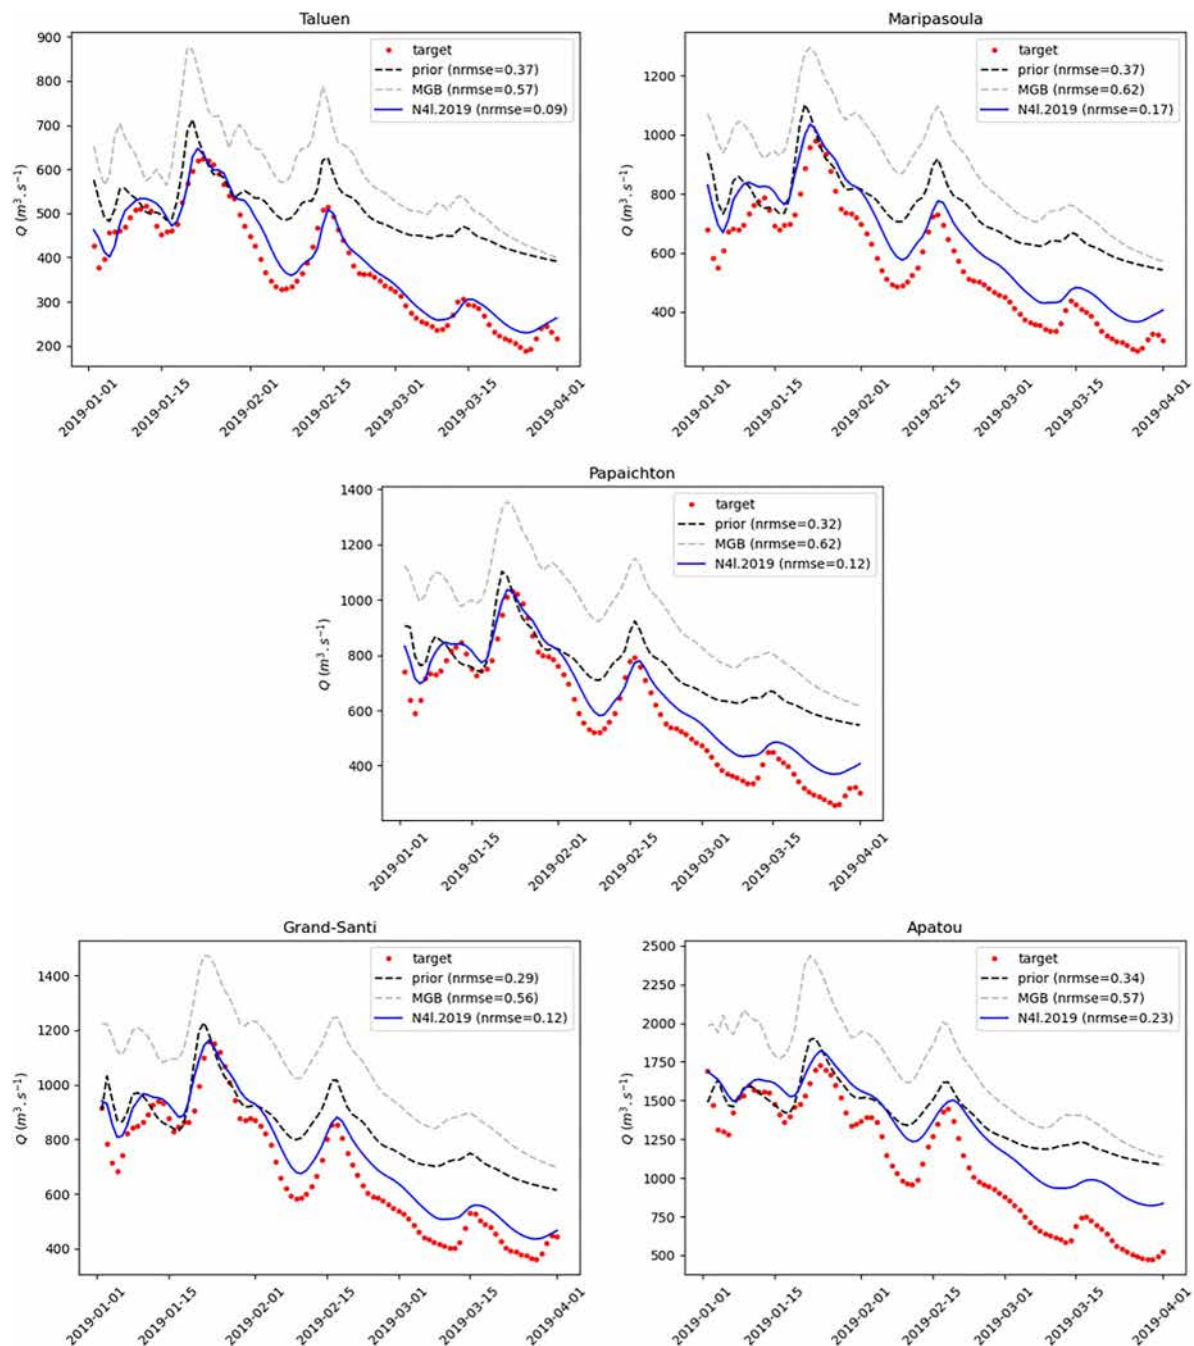 Taluen
Q (m³.s⁻¹)
900
800
700
600
500
400
300
200
target
prior (nrmse=0.37)
MGB (nrmse=0.57)
N4l.2019 (nrmse=0.09)
2019-01-01
2019-01-15
2019-02-01
2019-02-15
2019-03-01
2019-03-15
2019-04-01
Maripasoula
Q (m³.s⁻¹)
1200
1000
800
600
400
target
prior (nrmse=0.37)
MGB (nrmse=0.62)
N4l.2019 (nrmse=0.17)
2019-01-01
2019-01-15
2019-02-01
2019-02-15
2019-03-01
2019-03-15
2019-04-01
Papaichton
Q (m³.s⁻¹)
1400
1200
1000
800
600
400
target
prior (nrmse=0.32)
MGB (nrmse=0.62)
N4l.2019 (nrmse=0.12)
2019-01-01
2019-01-15
2019-02-01
2019-02-15
2019-03-01
2019-03-15
2019-04-01
Grand-Santi
Q (m³.s⁻¹)
1400
1200
1000
800
600
400
target
prior (nrmse=0.29)
MGB (nrmse=0.56)
N4l.2019 (nrmse=0.12)
2019-01-01
2019-01-15
2019-02-01
2019-02-15
2019-03-01
2019-03-15
2019-04-01
Apatou
Q (m³.s⁻¹)
2500
2250
2000
1750
1500
1250
1000
750
500
target
prior (nrmse=0.34)
MGB (nrmse=0.57)
N4l.2019 (nrmse=0.23)
2019-01-01
2019-01-15
2019-02-01
2019-02-15
2019-03-01
2019-03-15
2019-04-01